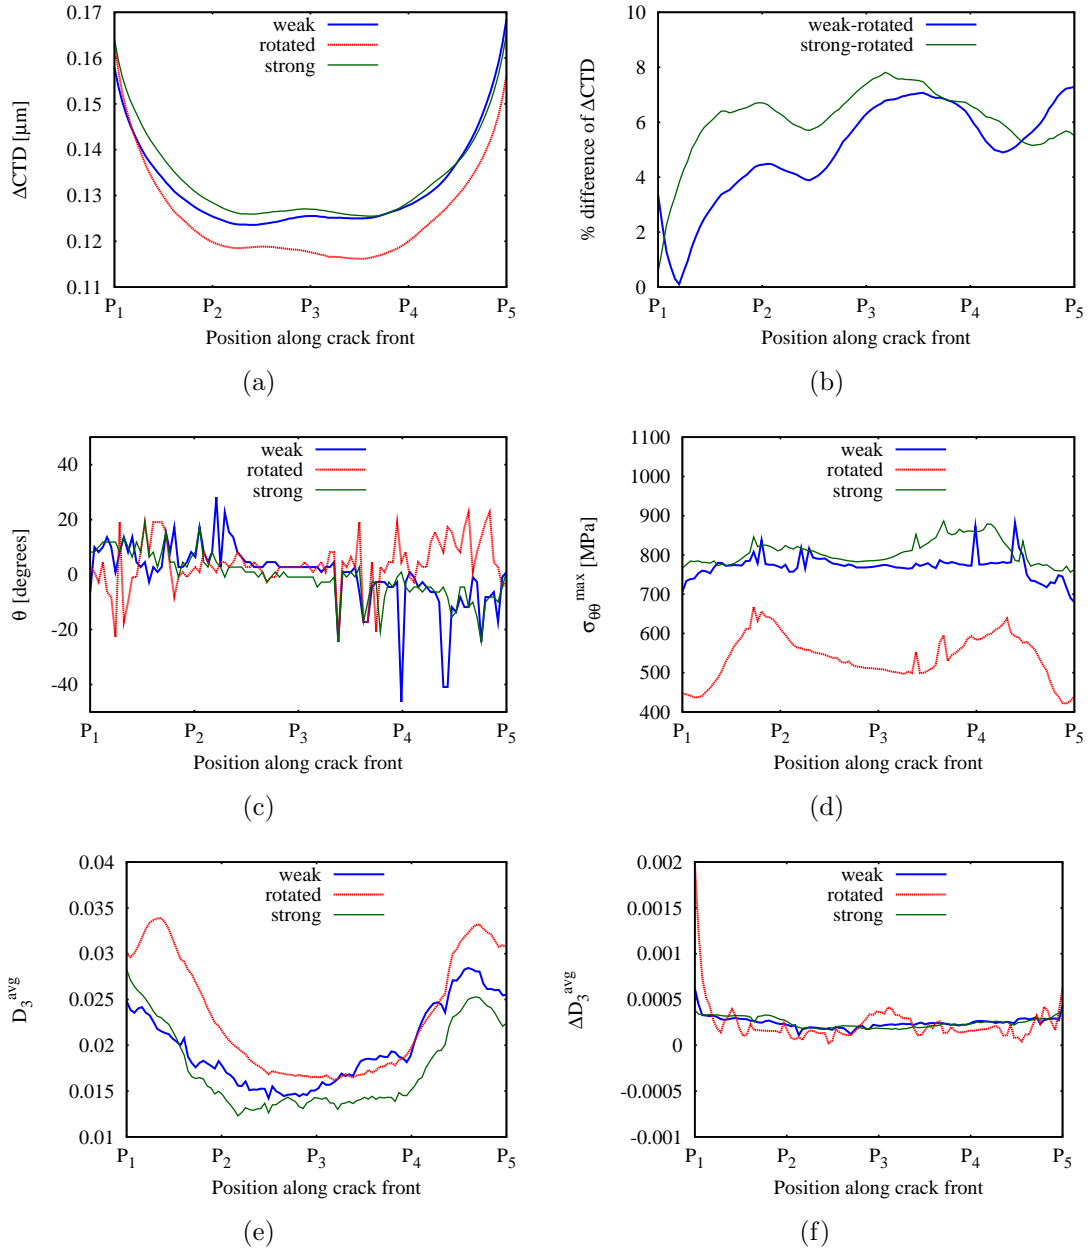 0.17
0.16
0.15
0.14
0.13
0.12
0.11
ΔCTD [μm]
weak
rotated
strong
P1 P2 P3 P4 P5
Position along crack front
(a)
10
8
6
4
2
0
% difference of ΔCTD
weak-rotated
strong-rotated
P1 P2 P3 P4 P5
Position along crack front
(b)
40
20
0
-20
-40
θ [degrees]
weak
rotated
strong
P1 P2 P3 P4 P5
Position along crack front
(c)
1100
1000
900
800
700
600
500
400
σθθ max [MPa]
weak
rotated
strong
P1 P2 P3 P4 P5
Position along crack front
(d)
0.04
0.035
0.03
0.025
0.02
0.015
0.01
D3 avg
weak
rotated
strong
P1 P2 P3 P4 P5
Position along crack front
(e)
0.002
0.0015
0.001
0.0005
0
-0.0005
-0.001
ΔD3 avg
weak
rotated
strong
P1 P2 P3 P4 P5
Position along crack front
(f)